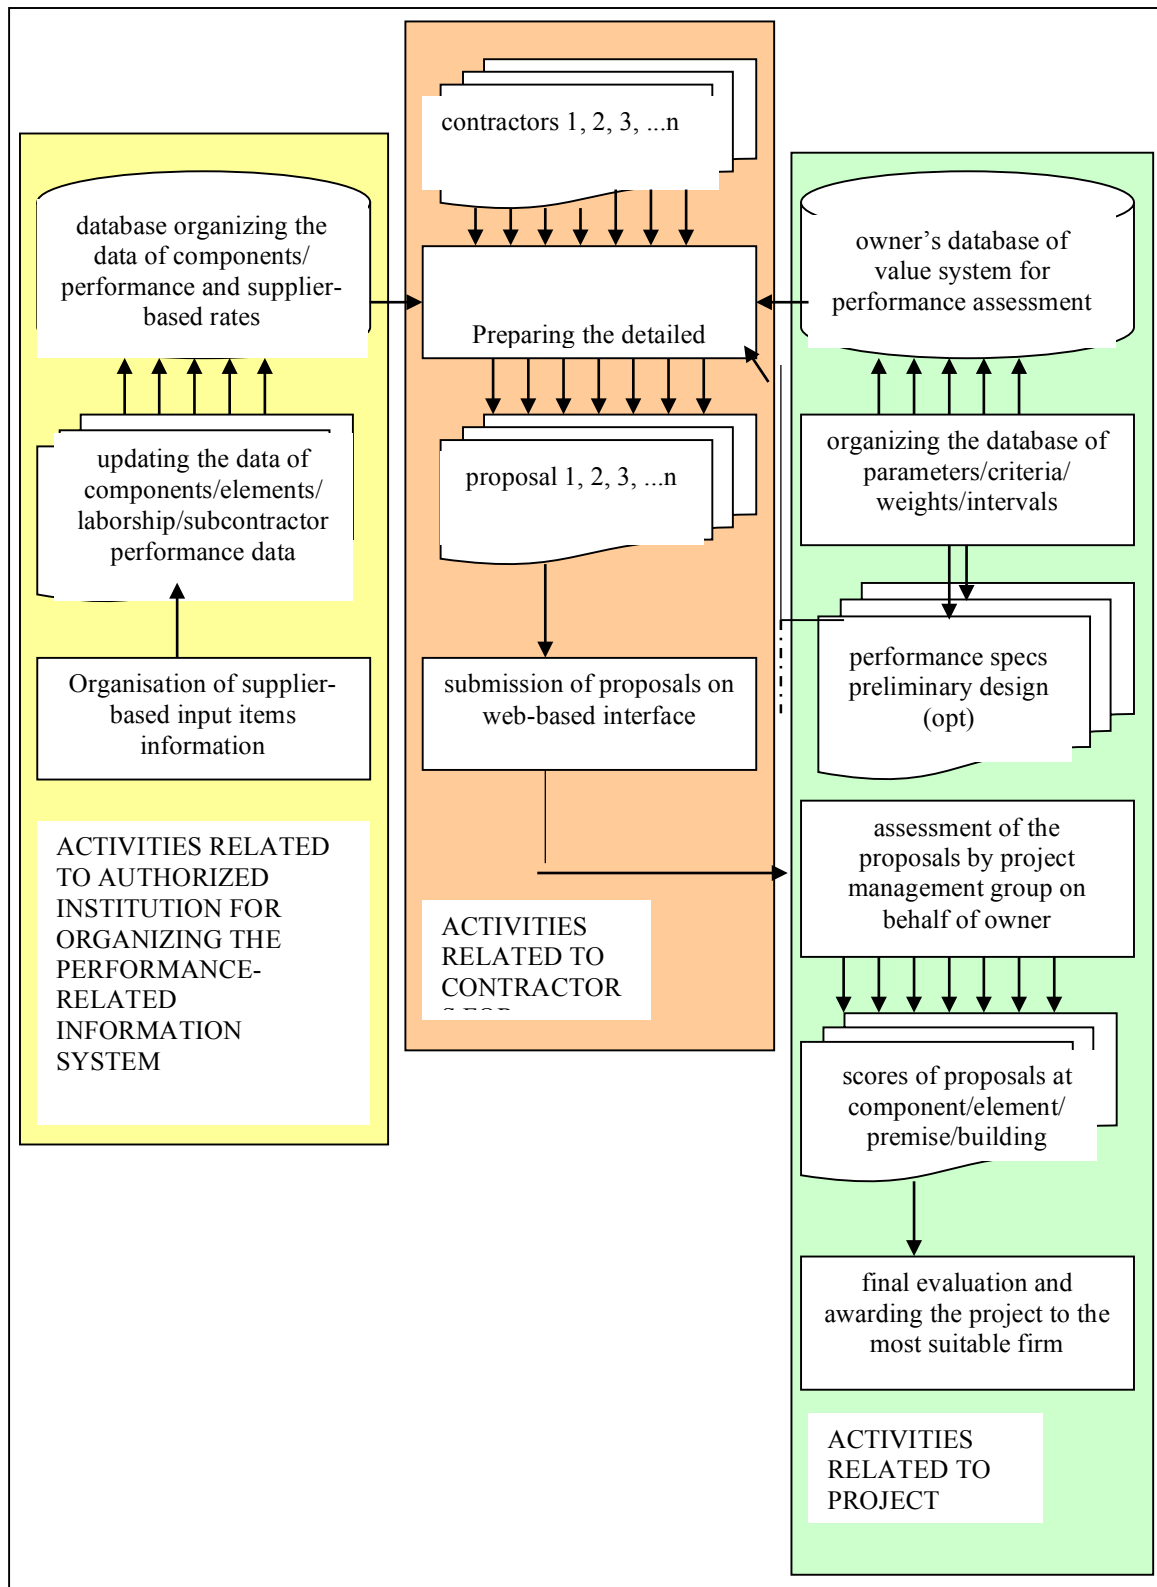 database organizing the
data of components/
performance and supplier-
based rates
updating the data of
components/elements/
laborship/subcontractor
performance data
Organisation of supplier-
based input items
information
ACTIVITIES RELATED
TO AUTHORIZED
INSTITUTION FOR
ORGANIZING THE
PERFORMANCE-
RELATED
INFORMATION
SYSTEM
contractors 1, 2, 3, ...n
Preparing the detailed
proposal 1, 2, 3, ...n
submission of proposals on
web-based interface
ACTIVITIES
RELATED TO
CONTRACTOR
S FOR
owner’s database of
value system for
performance assessment
organizing the database of
parameters/criteria/
weights/intervals
performance specs
preliminary design
(opt)
assessment of the
proposals by project
management group on
behalf of owner
scores of proposals at
component/element/
premise/building
final evaluation and
awarding the project to the
most suitable firm
ACTIVITIES
RELATED TO
PROJECT